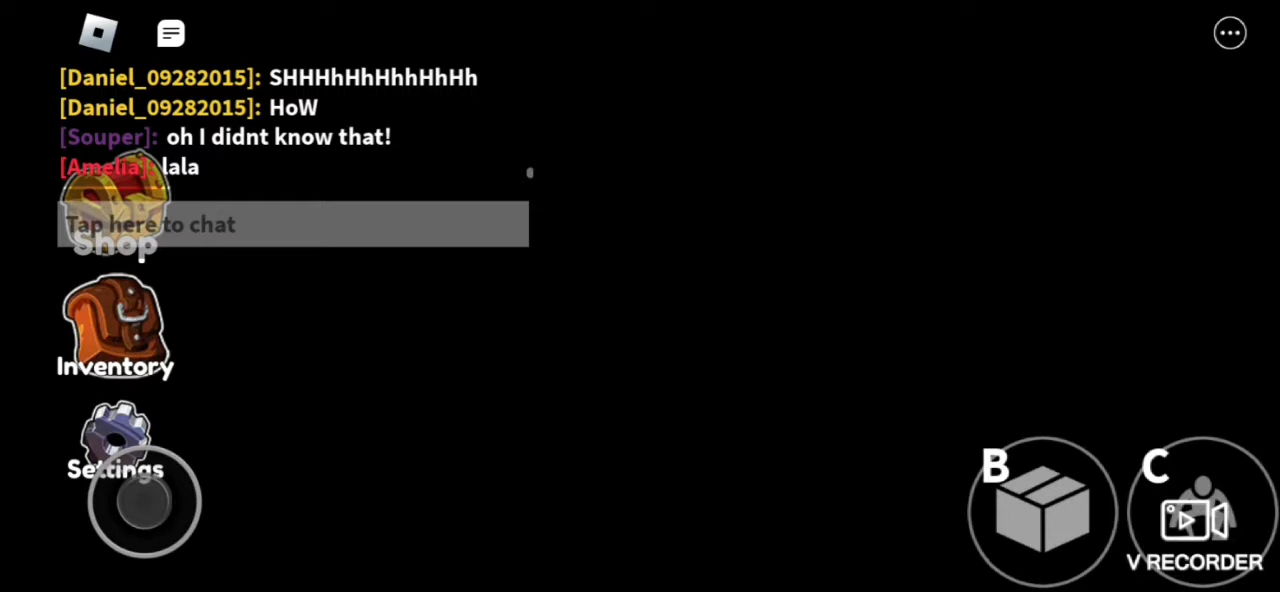 [Daniel_09282015]: SHHHhHhHhhHhHh
[Daniel_09282015]: HoW
[Souper]: oh I didnt know that!
[Amelia]: lala
Tap here to chat
Shop
Inventory
Settings
B
C
V RECORDER